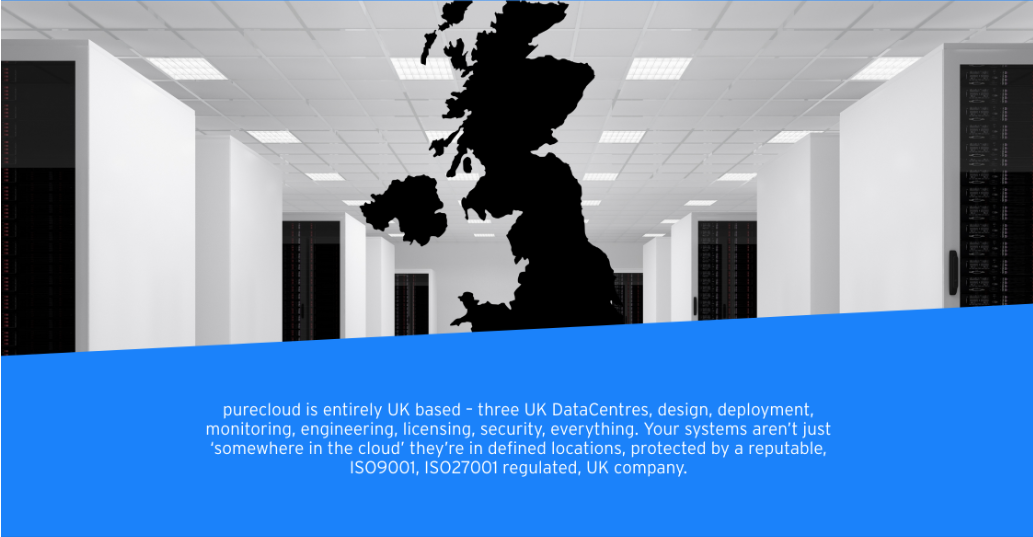 purecloud is entirely UK based – three UK DataCentres, design, deployment,
monitoring, engineering, licensing, security, everything. Your systems aren’t just
‘somewhere in the cloud’ they’re in defined locations, protected by a reputable,
ISO9001, ISO27001 regulated, UK company.